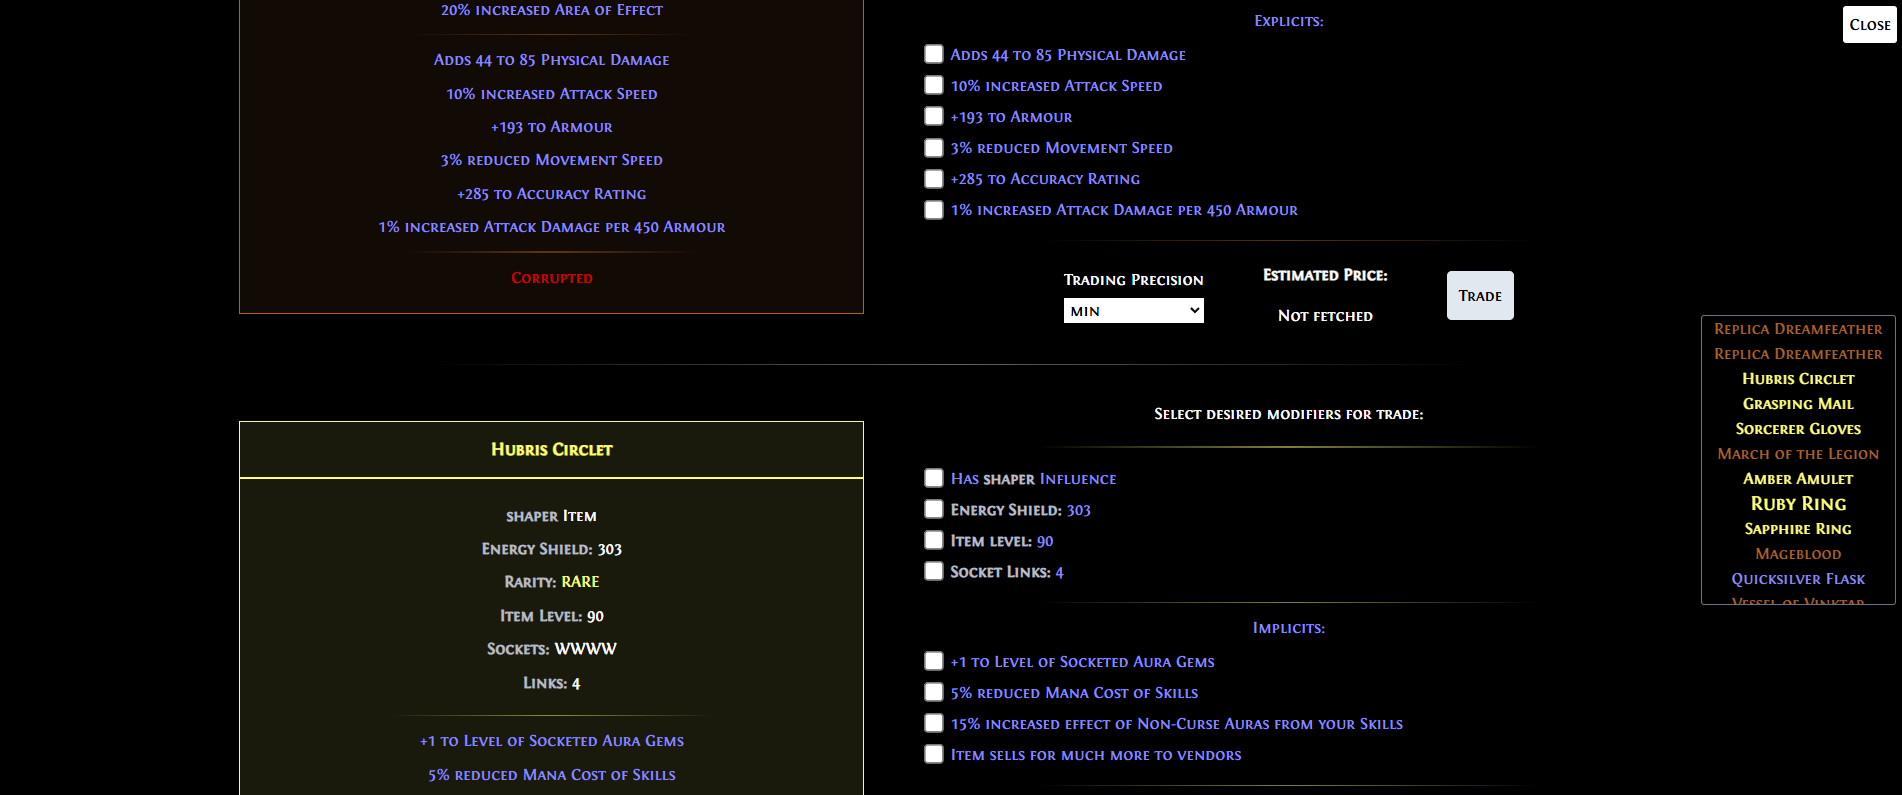 20% increased Area of Effect
Adds 44 to 85 Physical Damage
10% increased Attack Speed
+193 to Armour
3% reduced Movement Speed
+285 to Accuracy Rating
1% increased Attack Damage per 450 Armour
Corrupted
Explicits:
Adds 44 to 85 Physical Damage
10% increased Attack Speed
+193 to Armour
3% reduced Movement Speed
+285 to Accuracy Rating
1% increased Attack Damage per 450 Armour
Trading Precision
min
Estimated Price:
Not fetched
Trade
Close
Hubris Circlet
shaper Item
Energy Shield: 303
Rarity: RARE
Item Level: 90
Sockets: WWWW
Links: 4
+1 to Level of Socketed Aura Gems
5% reduced Mana Cost of Skills
Select desired modifiers for trade:
Has shaper Influence
Energy Shield: 303
Item level: 90
Socket Links: 4
Implicits:
+1 to Level of Socketed Aura Gems
5% reduced Mana Cost of Skills
15% increased effect of Non-Curse Auras from your Skills
Item sells for much more to vendors
Replica Dreamfeather
Replica Dreamfeather
Hubris Circlet
Grasping Mail
Sorcerer Gloves
March of the Legion
Amber Amulet
Ruby Ring
Sapphire Ring
Mageblood
Quicksilver Flask
Vessel of Vinktar